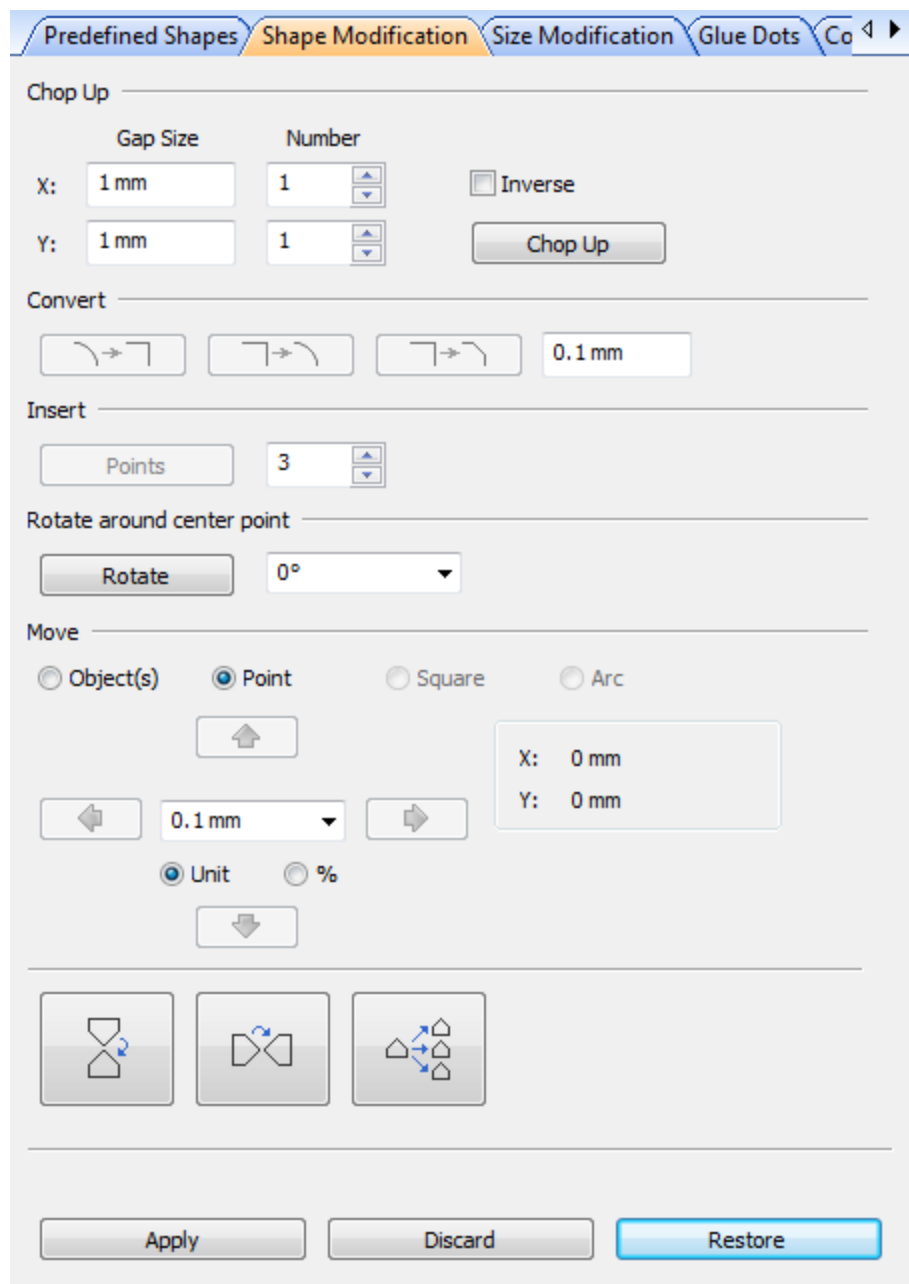 Predefined Shapes Shape Modification Size Modification Glue Dots Co
Chop Up
Gap Size Number
X: 1 mm 1 Inverse
Y: 1 mm 1 Chop Up
Convert
0.1 mm
Insert
Points 3
Rotate around center point
Rotate 0°
Move
Object(s) Point Square Arc
X: 0 mm
Y: 0 mm
0.1 mm
Unit %
Apply Discard Restore